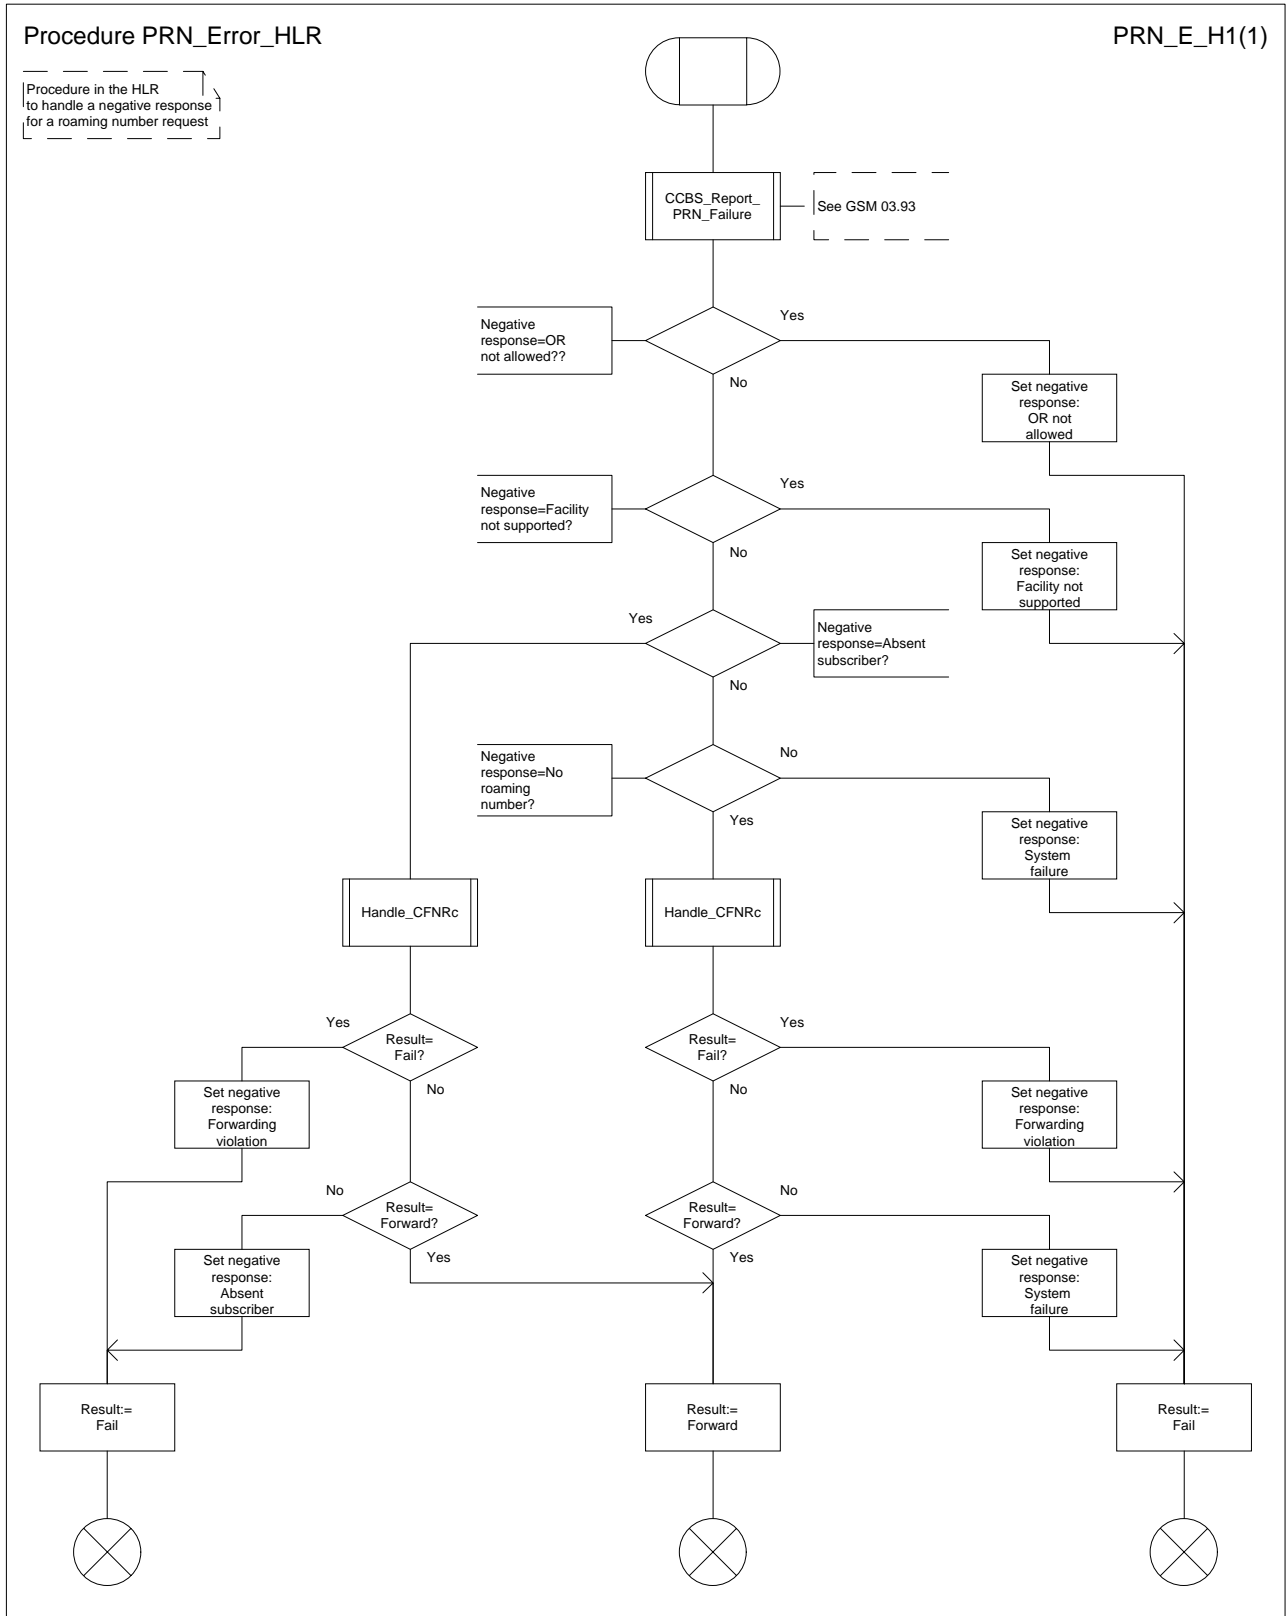 Procedure PRN_Error_HLR
PRN_E_H1(1)
Procedure in the HLR
to handle a negative response
for a roaming number request
CCBS_Report_
PRN_Failure
See GSM 03.93
Negative
response=OR
not allowed??
Yes
No
Set negative
response:
OR not
allowed
Negative
response=Facility
not supported?
Yes
No
Set negative
response:
Facility not
supported
Yes
Negative
response=Absent
subscriber?
No
Negative
response=No
roaming
number?
No
Yes
Set negative
response:
System
failure
Handle_CFNRc
Handle_CFNRc
Yes
Result=
Fail?
No
Result=
Fail?
Yes
No
Set negative
response:
Forwarding
violation
Set negative
response:
Forwarding
violation
No
Result=
Forward?
Yes
Result=
Forward?
No
Yes
Set negative
response:
Absent
subscriber
Set negative
response:
System
failure
Result:=
Fail
Result:=
Forward
Result:=
Fail